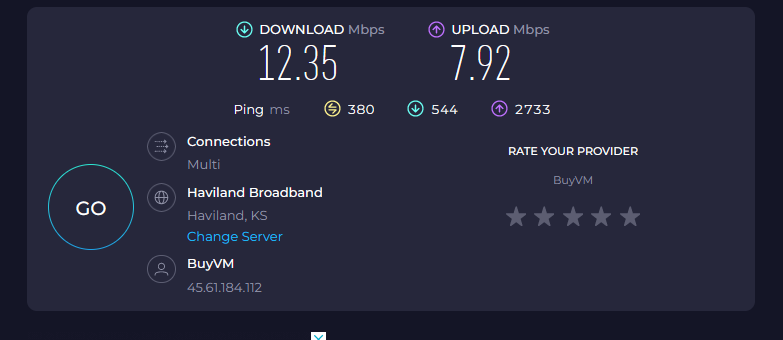 DOWNLOAD Mbps
UPLOAD Mbps
12.35
7.92
Ping ms 380 544 2733
Connections
Multi
Haviland Broadband
Haviland, KS
Change Server
BuyVM
45.61.184.112
GO
RATE YOUR PROVIDER
BuyVM